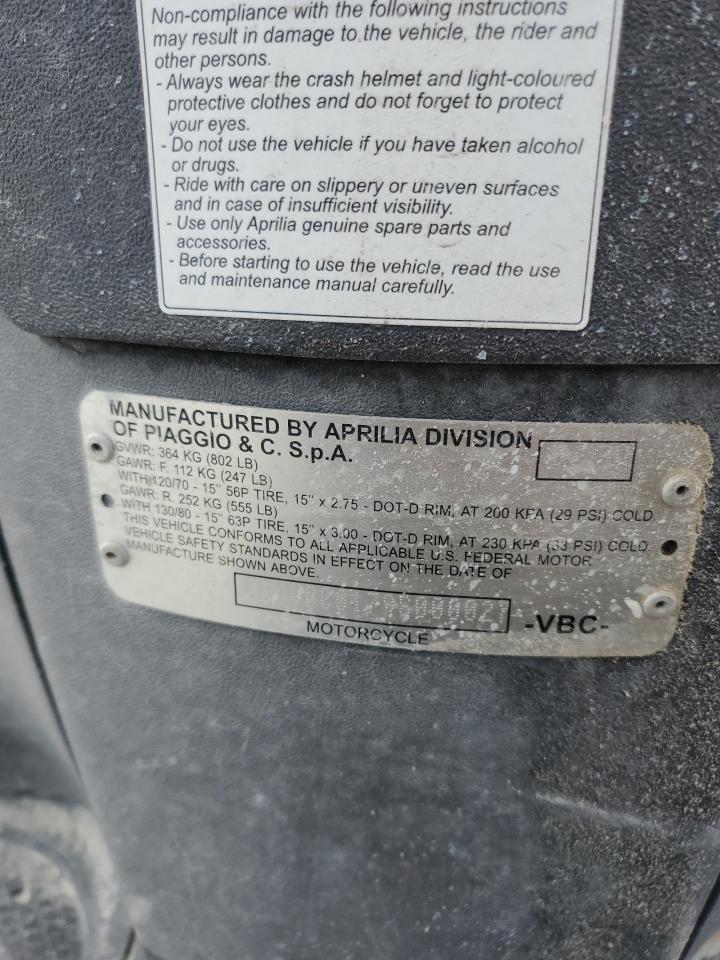 Non-compliance with the following instructions
may result in damage to the vehicle, the rider and
other persons.
- Always wear the crash helmet and light-coloured
protective clothes and do not forget to protect
your eyes.
- Do not use the vehicle if you have taken alcohol
or drugs.
- Ride with care on slippery or uneven surfaces
and in case of insufficient visibility.
- Use only Aprilia genuine spare parts and
accessories.
- Before starting to use the vehicle, read the use
and maintenance manual carefully.
MANUFACTURED BY APRILIA DIVISION
OF PIAGGIO & C. S.p.A.
GVWR: 364 KG (802 LB)
GAWR: F. 112 KG (247 LB)
WITH 120/70 - 15" 56P TIRE, 15" x 2.75 - DOT-D RIM, AT 200 KPA (29 PSI) COLD
GAWR: R. 252 KG (555 LB)
WITH 130/80 - 15" 63P TIRE, 15" x 3.00 - DOT-D RIM, AT 230 KPA (33 PSI) COLD
THIS VEHICLE CONFORMS TO ALL APPLICABLE U.S. FEDERAL MOTOR
VEHICLE SAFETY STANDARDS IN EFFECT ON THE DATE OF
MANUFACTURE SHOWN ABOVE.
-VBC-
MOTORCYCLE